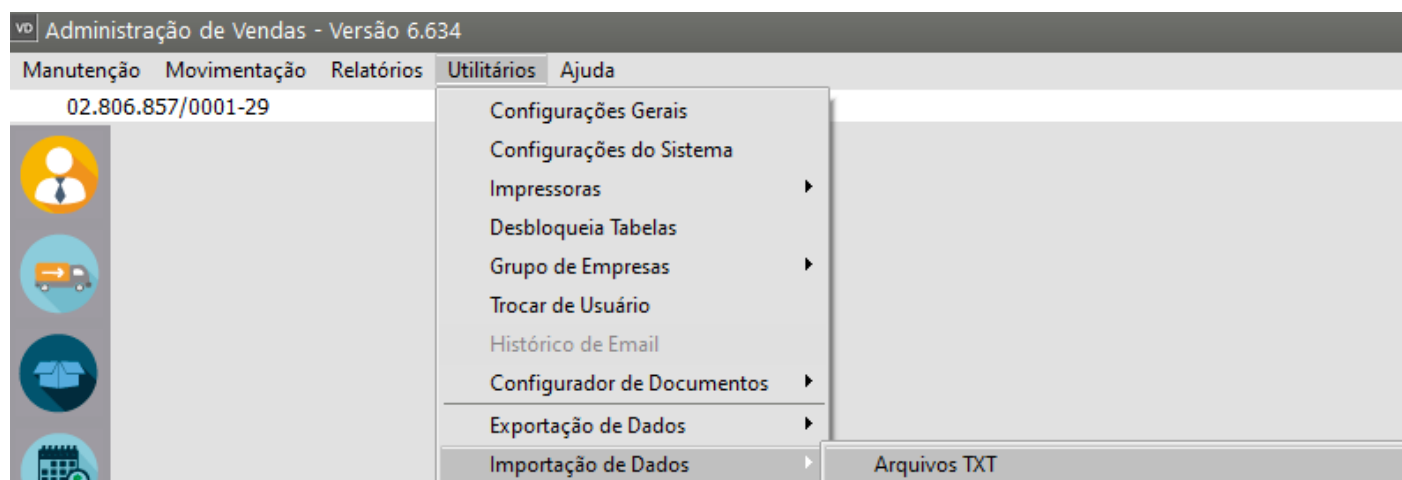 VD Administração de Vendas - Versão 6.634
Manutenção Movimentação Relatórios Utilitários Ajuda
02.806.857/0001-29
Configurações Gerais
Configurações do Sistema
Impressoras
Desbloqueia Tabelas
Grupo de Empresas
Trocar de Usuário
Histórico de Email
Configurador de Documentos
Exportação de Dados
Importação de Dados Arquivos TXT